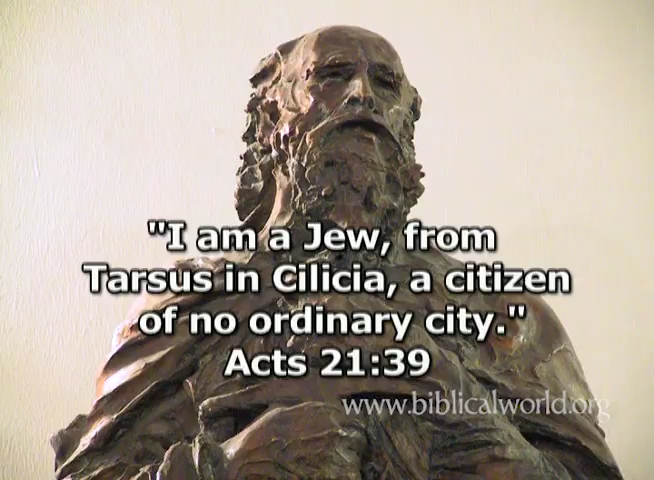 "I am a Jew, from
Tarsus in Cilicia, a citizen
of no ordinary city."
Acts 21:39
www.biblicalworld.org